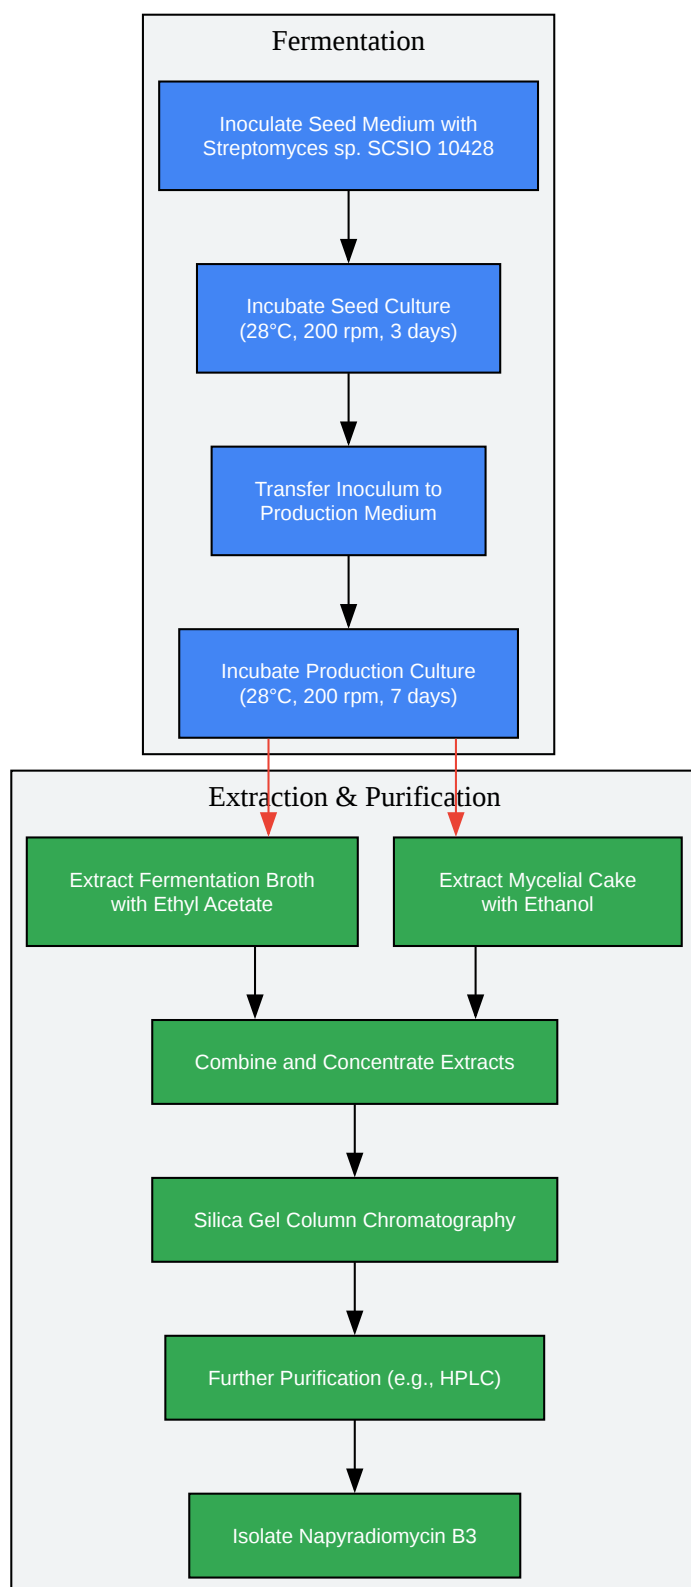 Fermentation
Inoculate Seed Medium with
Streptomyces sp. SCSIO 10428
Incubate Seed Culture
(28°C, 200 rpm, 3 days)
Transfer Inoculum to
Production Medium
Incubate Production Culture
(28°C, 200 rpm, 7 days)
Extraction & Purification
Extract Fermentation Broth
with Ethyl Acetate
Extract Mycelial Cake
with Ethanol
Combine and Concentrate Extracts
Silica Gel Column Chromatography
Further Purification (e.g., HPLC)
Isolate Napyradiomycin B3